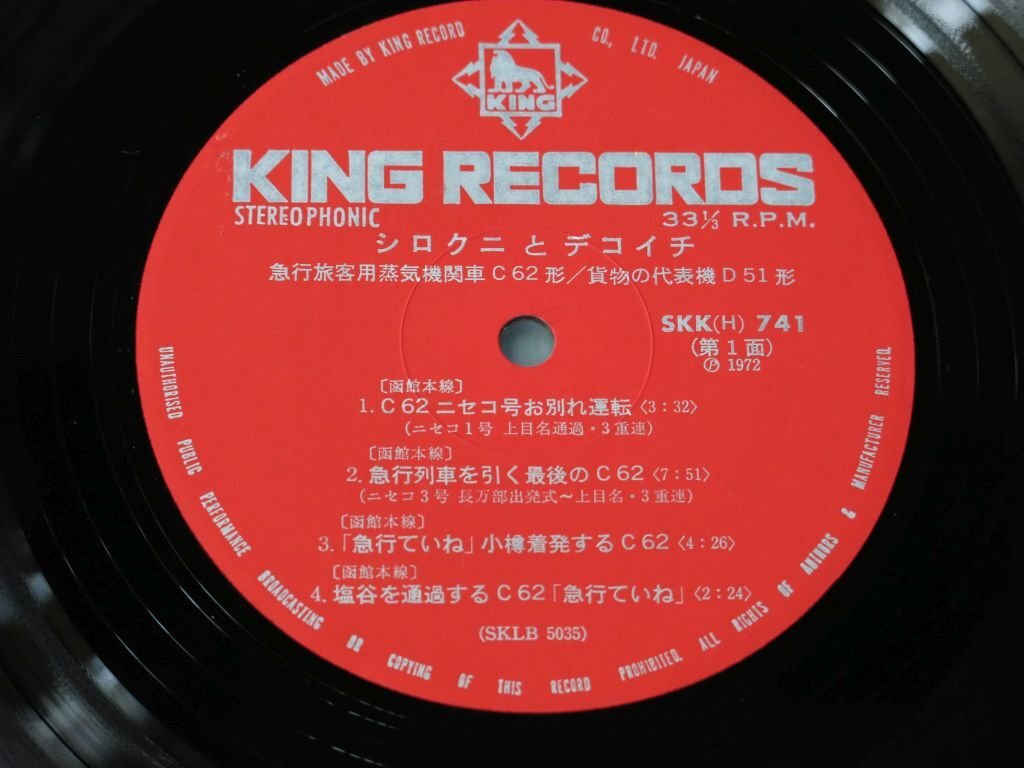 MADE BY KING RECORD CO., LTD. JAPAN
KING
KING RECORDS
STEREOPHONIC
33⅓ R.P.M.
シロクニ と デコイチ
急行旅客用蒸気機関車C62形／貨物の代表機D51形
SKK(H) 741
(第1面)
Ⓟ 1972
〔函館本線〕
1. C62ニセコ号お別れ運転〈3：32〉
(ニセコ1号 上目名通過・3重連)
〔函館本線〕
2. 急行列車を引く最後のC62〈7：51〉
(ニセコ3号 長万部出発式～上目名・3重連)
〔函館本線〕
3.「急行ていね」小樽着発するC62〈4：26〉
〔函館本線〕
4. 塩谷を通過するC62「急行ていね」〈2：24〉
(SKLB 5035)
UNAUTHORISED PUBLIC PERFORMANCE BROADCASTING OR COPYING OF THIS RECORD PROHIBITED. ALL RIGHTS OF AUTHORS & MANUFACTURER RESERVED.